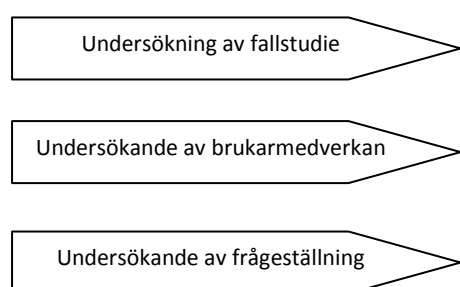 Undersökning av fallstudie
Undersökande av brukarmedverkan
Undersökande av frågeställning